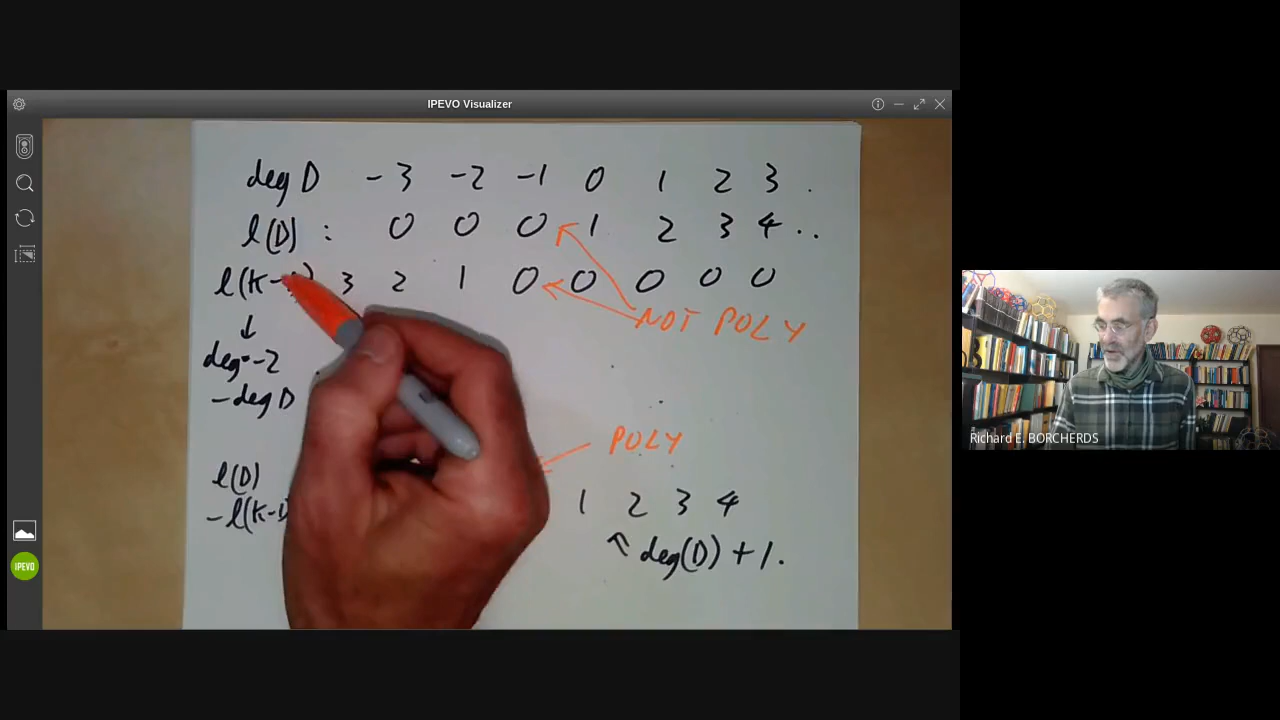 IPEVO Visualizer
deg D -3 -2 -1 0 1 2 3 .
l(D) : 0 0 0 1 2 3 4 ..
l(K- ) 3 2 1 0 0 0 0 0
↓
NOT POLY
deg=-2
-deg D
POLY
l(D)
-l(K-D 1 2 3 4
↖ deg(D) + 1.
IPEVO
Richard E. BORCHERDS